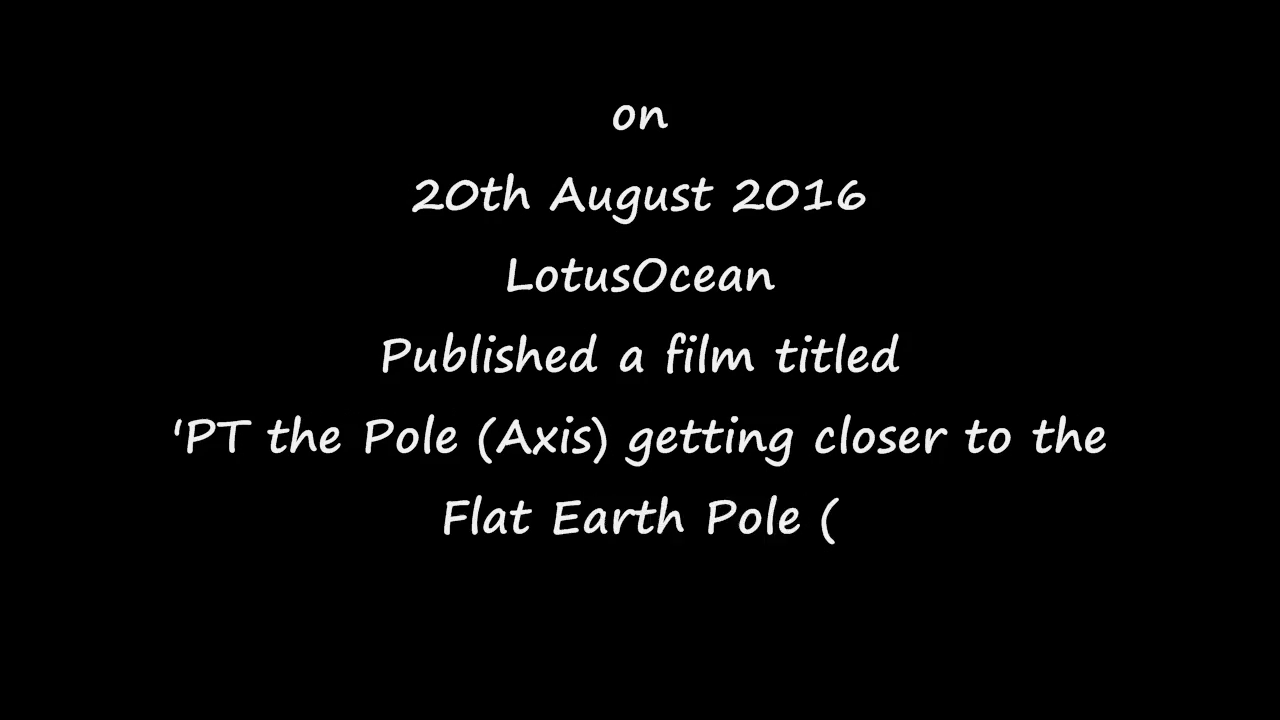 on
20th August 2016
LotusOcean
Published a film titled
'PT the Pole (Axis) getting closer to the
Flat Earth Pole (